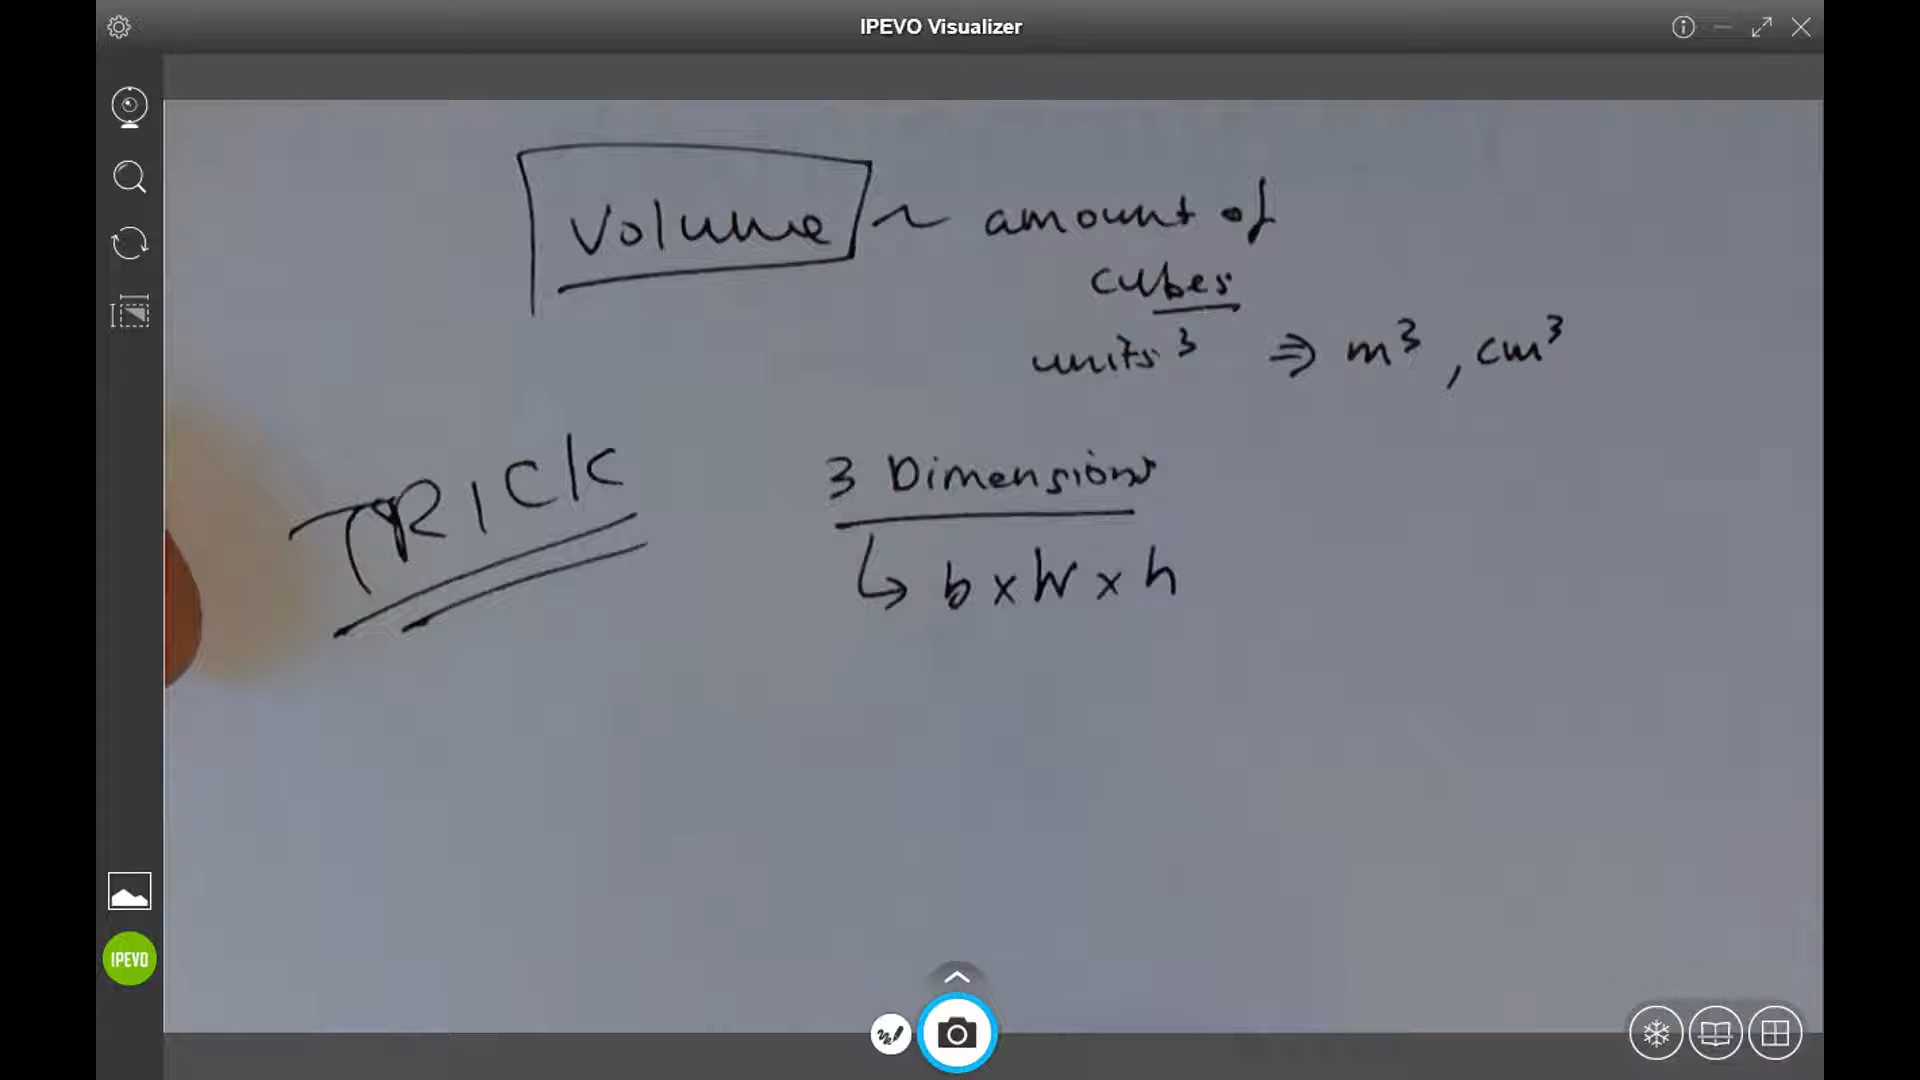 IPEVO Visualizer
Volume ~ amount of
cubes
units³ ⇒ m³, cm³
TRICK
3 Dimensions
↳ b x W x h
IPEVO